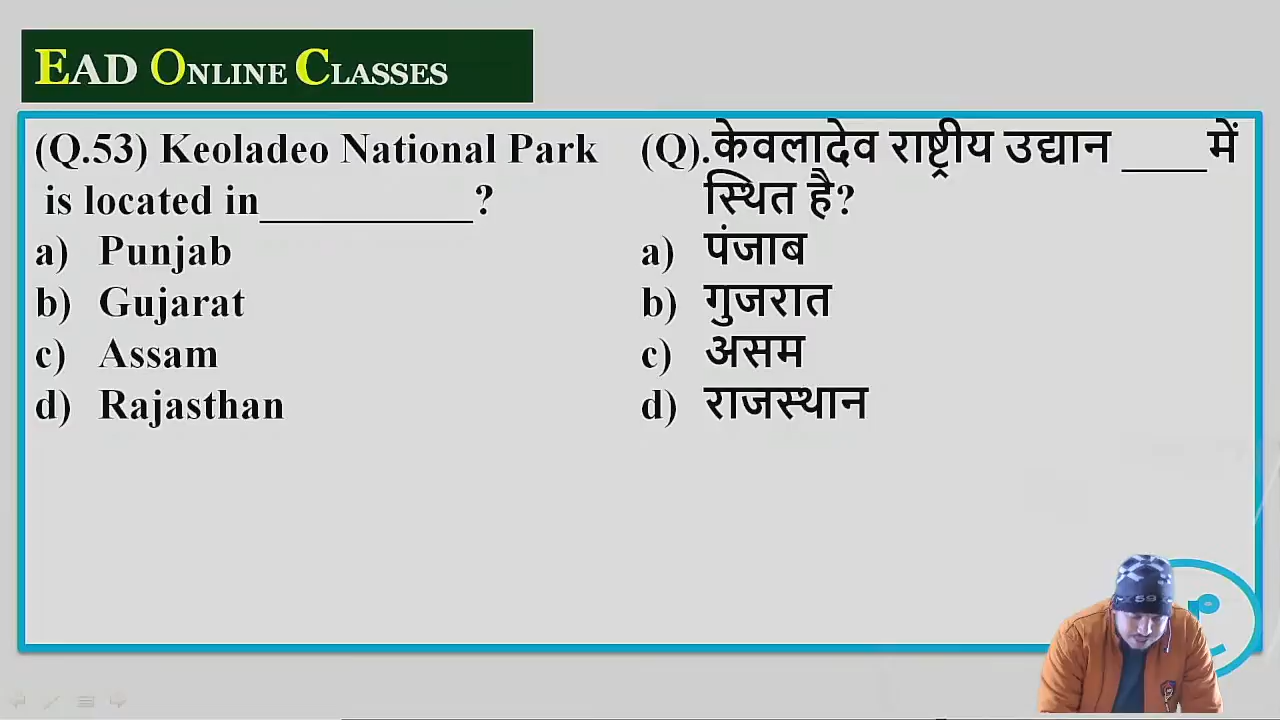 EAD ONLINE CLASSES
(Q.53) Keoladeo National Park
is located in__________?
a) Punjab
b) Gujarat
c) Assam
d) Rajasthan
(Q).केवलादेव राष्ट्रीय उद्यान ____में
स्थित है?
a) पंजाब
b) गुजरात
c) असम
d) राजस्थान
59